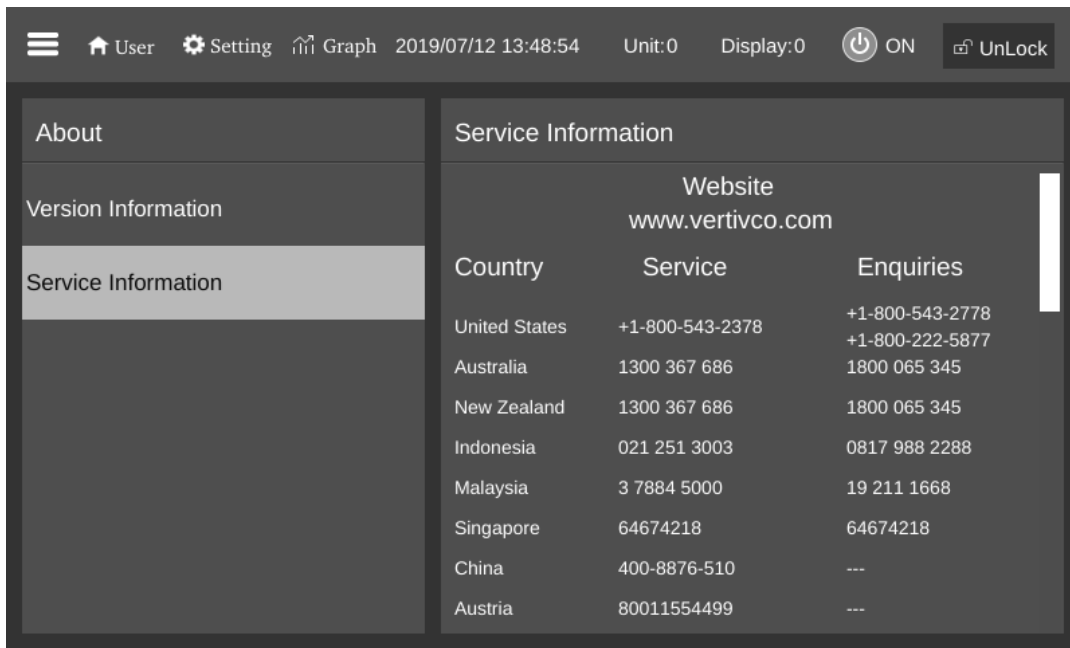 User Setting Graph 2019/07/12 13:48:54 Unit:0 Display:0 ON UnLock
About
Version Information
Service Information
Service Information
Website
www.vertivco.com
Country Service Enquiries
United States +1-800-543-2378 +1-800-543-2778
+1-800-222-5877
Australia 1300 367 686 1800 065 345
New Zealand 1300 367 686 1800 065 345
Indonesia 021 251 3003 0817 988 2288
Malaysia 3 7884 5000 19 211 1668
Singapore 64674218 64674218
China 400-8876-510 ---
Austria 80011554499 ---